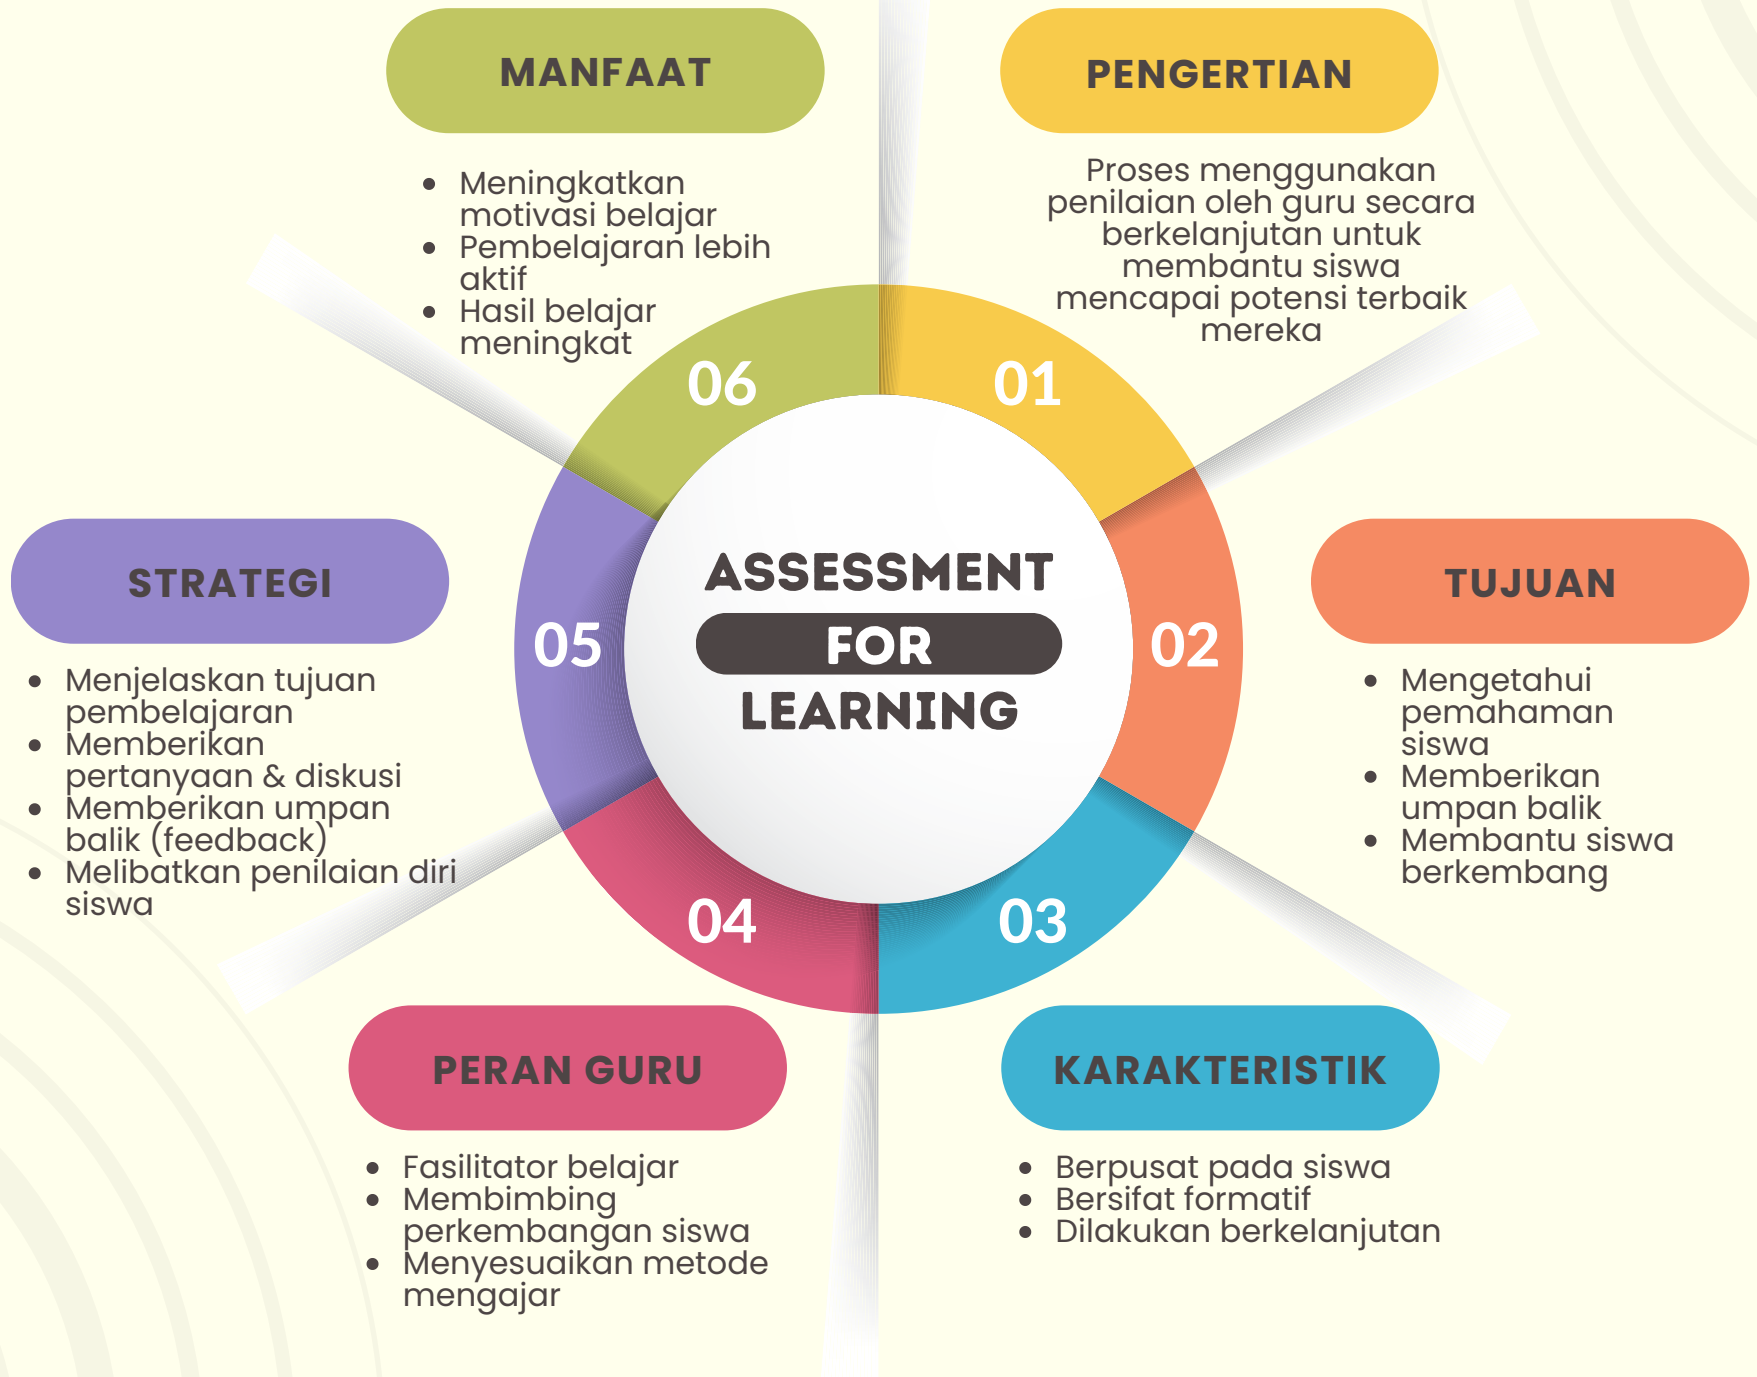 ASSESSMENT
FOR
LEARNING
01
PENGERTIAN
Proses menggunakan
penilaian oleh guru secara
berkelanjutan untuk
membantu siswa
mencapai potensi terbaik
mereka
02
TUJUAN
• Mengetahui
pemahaman
siswa
• Memberikan
umpan balik
• Membantu siswa
berkembang
03
KARAKTERISTIK
• Berpusat pada siswa
• Bersifat formatif
• Dilakukan berkelanjutan
04
PERAN GURU
• Fasilitator belajar
• Membimbing
perkembangan siswa
• Menyesuaikan metode
mengajar
05
STRATEGI
• Menjelaskan tujuan
pembelajaran
• Memberikan
pertanyaan & diskusi
• Memberikan umpan
balik (feedback)
• Melibatkan penilaian diri
siswa
06
MANFAAT
• Meningkatkan
motivasi belajar
• Pembelajaran lebih
aktif
• Hasil belajar
meningkat